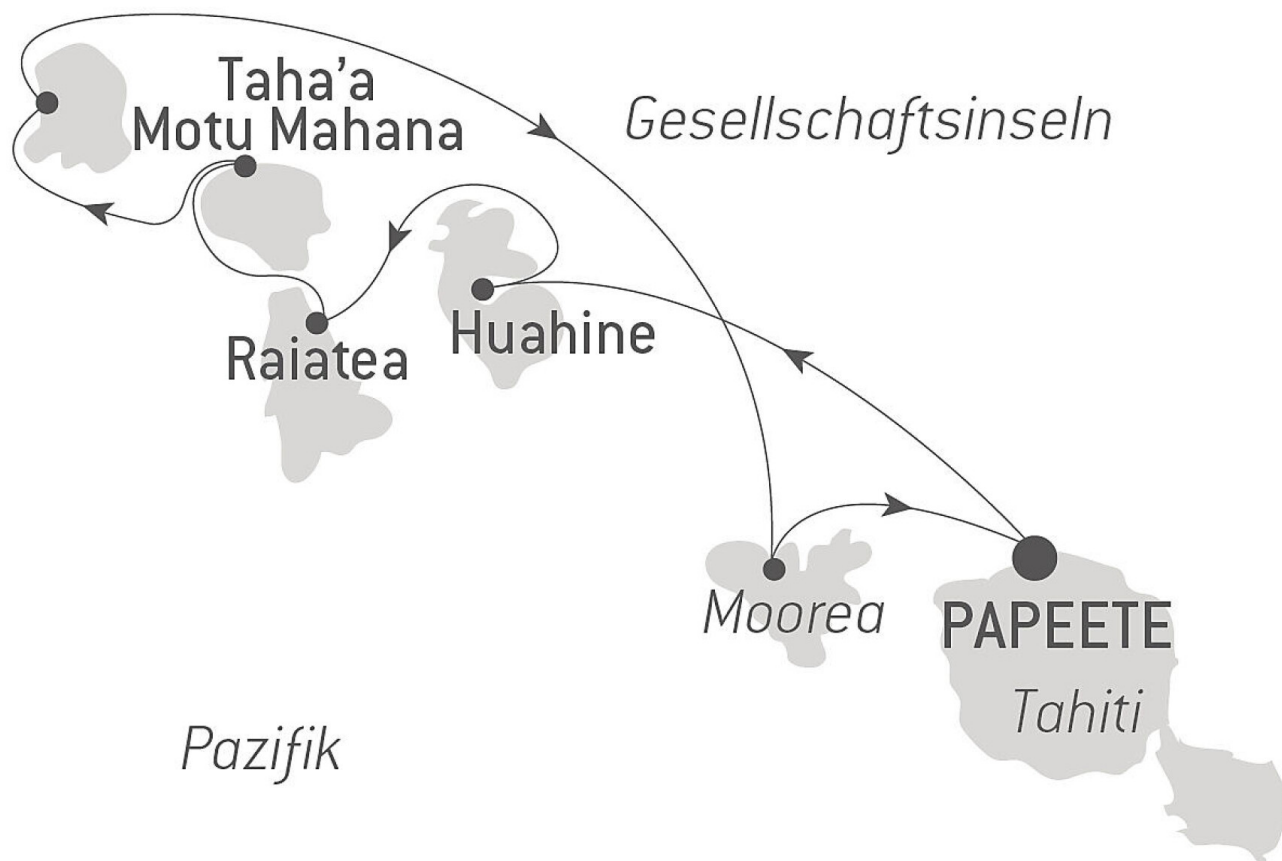 Taha'a
Motu Mahana
Gesellschaftsinseln
Huahine
Raiatea
Moorea
PAPEETE
Tahiti
Pazifik